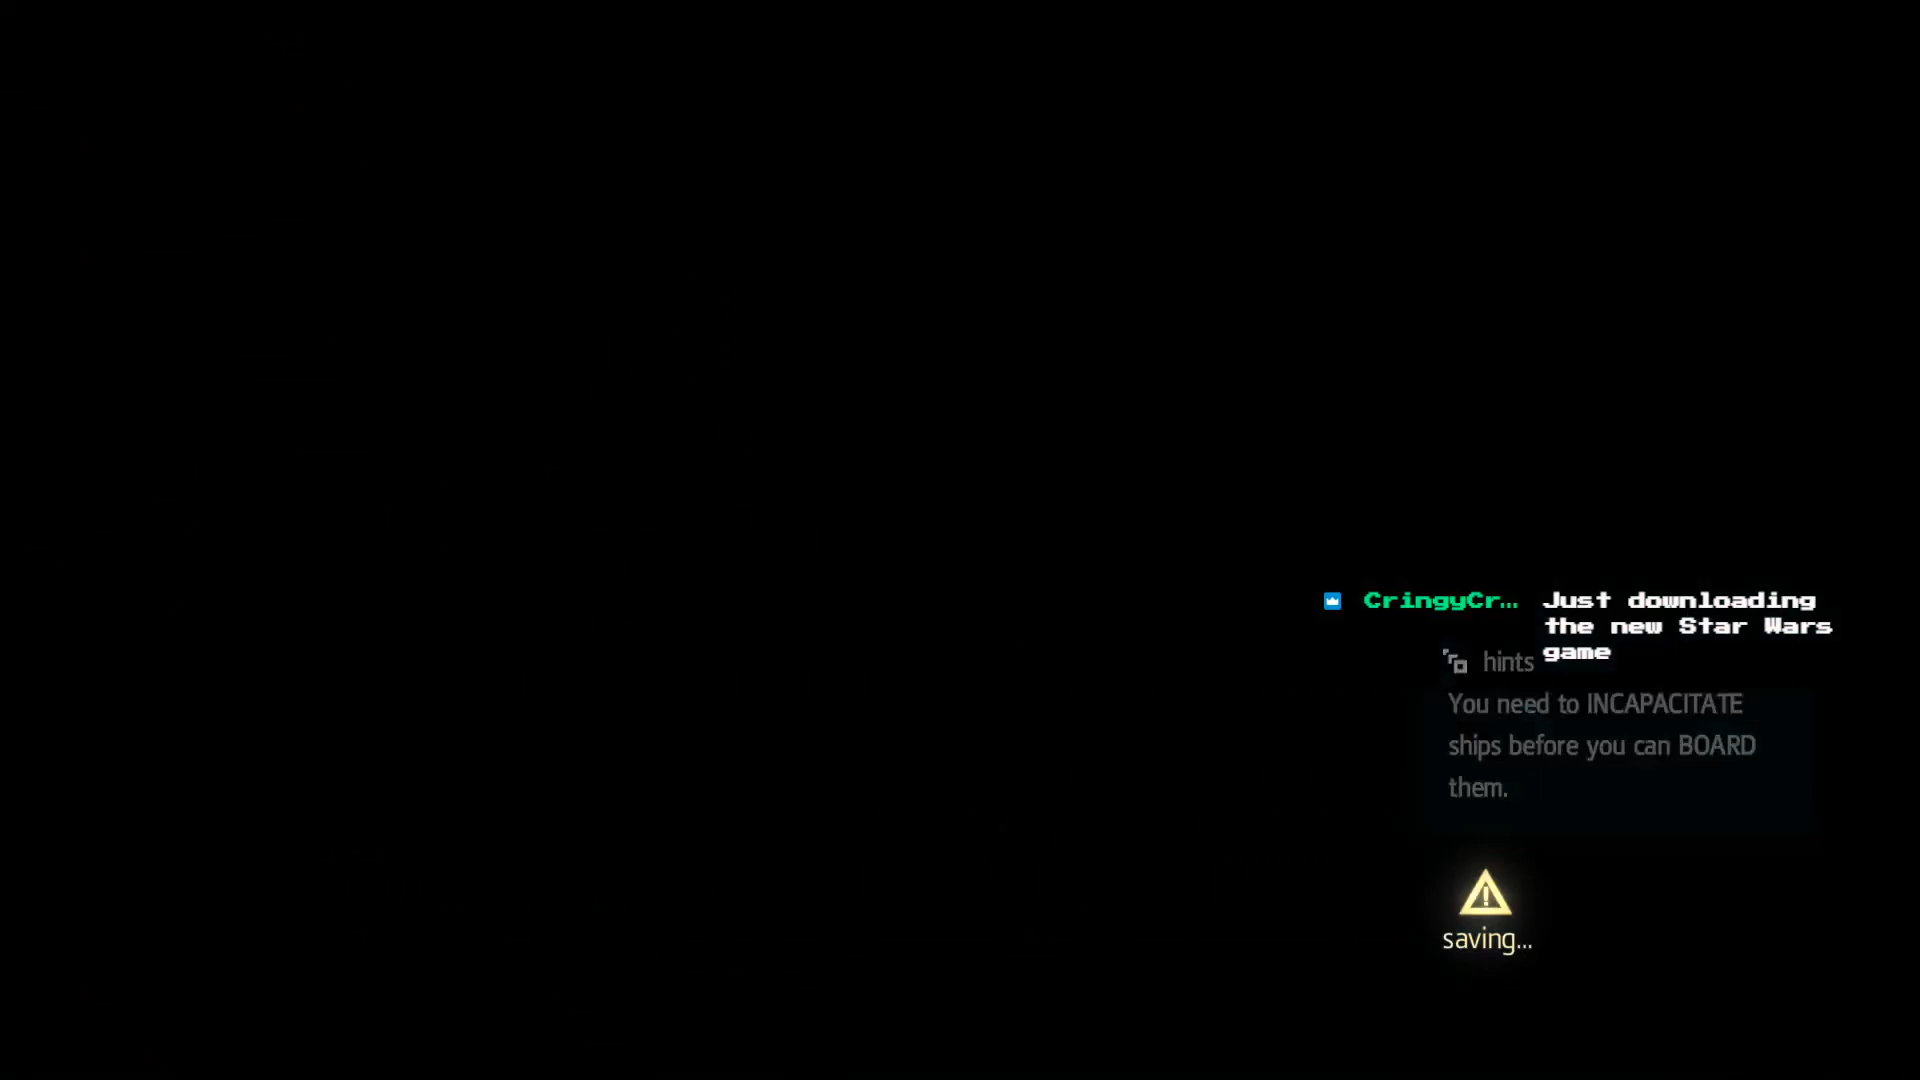 CringyCr... Just downloading
the new Star Wars
game
hints
You need to INCAPACITATE
ships before you can BOARD
them.
saving...